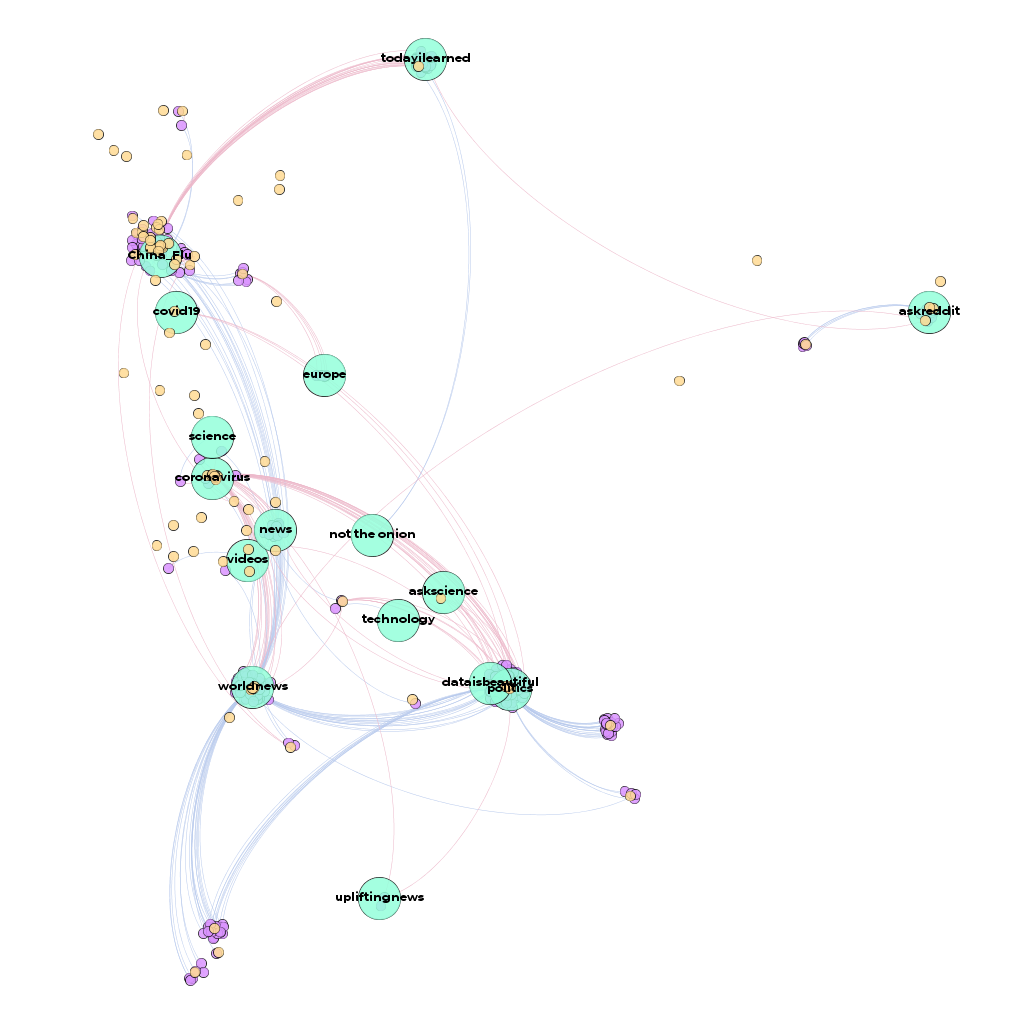 todayilearned
China_Flu
covid19
askreddit
europe
science
coronavirus
news
not the onion
videos
askscience
technology
worldnews
dataisbeautiful
politics
upliftingnews